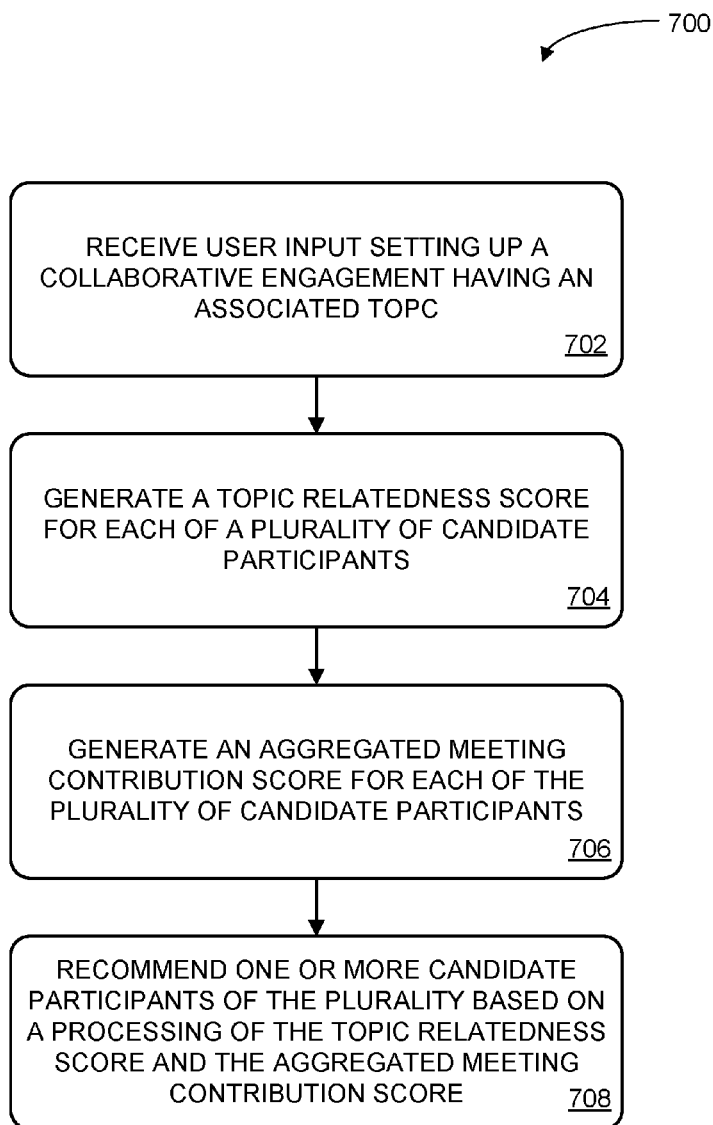 700
RECEIVE USER INPUT SETTING UP A
COLLABORATIVE ENGAGEMENT HAVING AN
ASSOCIATED TOPC
702
GENERATE A TOPIC RELATEDNESS SCORE
FOR EACH OF A PLURALITY OF CANDIDATE
PARTICIPANTS
704
GENERATE AN AGGREGATED MEETING
CONTRIBUTION SCORE FOR EACH OF THE
PLURALITY OF CANDIDATE PARTICIPANTS
706
RECOMMEND ONE OR MORE CANDIDATE
PARTICIPANTS OF THE PLURALITY BASED ON
A PROCESSING OF THE TOPIC RELATEDNESS
SCORE AND THE AGGREGATED MEETING
CONTRIBUTION SCORE
708